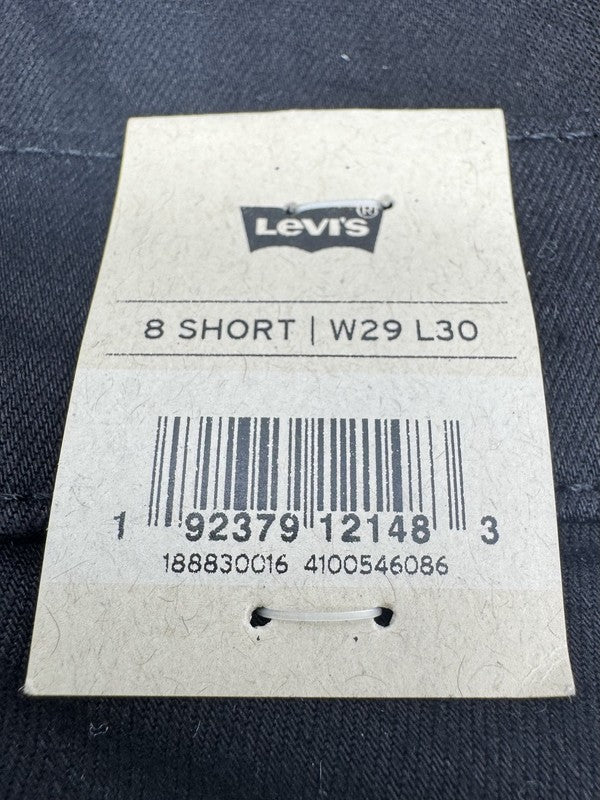 Levi's®
8 SHORT | W29 L30
1 92379 12148 3
188830016 4100546086